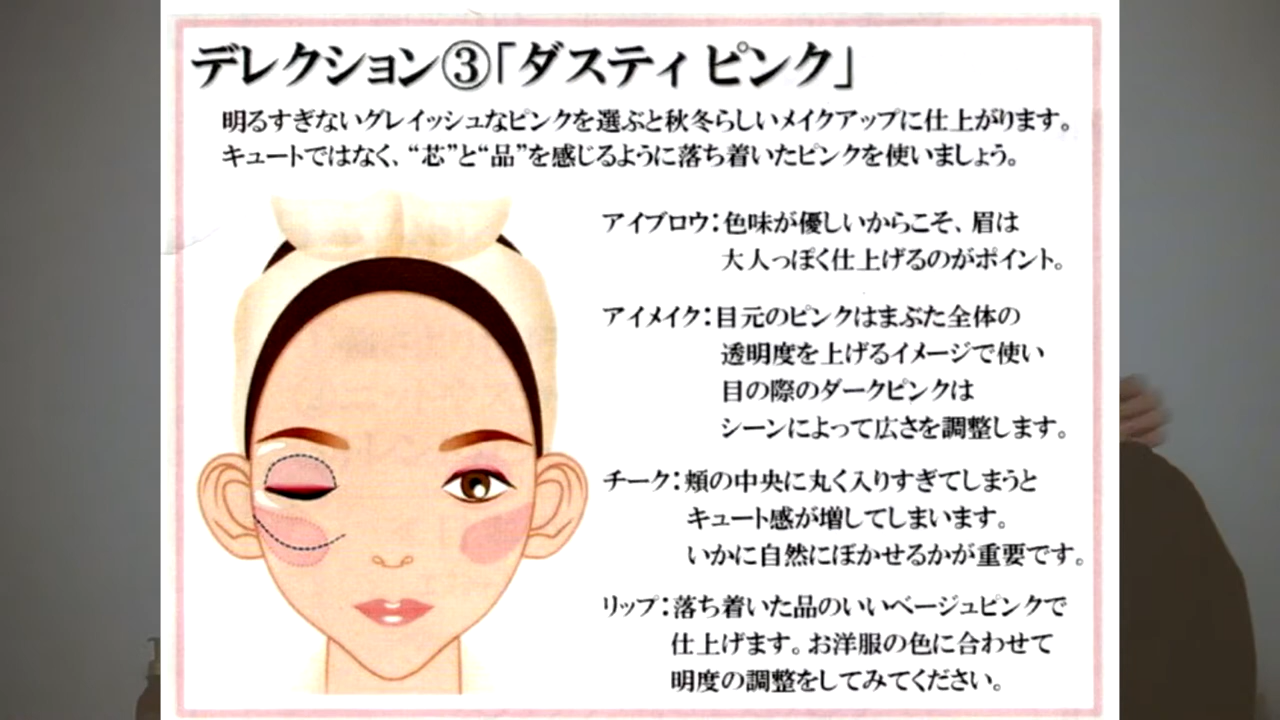 デレクション③「ダスティ ピンク」
明るすぎないグレイッシュなピンクを選ぶと秋冬らしいメイクアップに仕上がります。
キュートではなく、“芯”と“品”を感じるように落ち着いたピンクを使いましょう。
アイブロウ：色味が優しいからこそ、眉は
大人っぽく仕上げるのがポイント。
アイメイク：目元のピンクはまぶた全体の
透明度を上げるイメージで使い
目の際のダークピンクは
シーンによって広さを調整します。
チーク：頬の中央に丸く入りすぎてしまうと
キュート感が増してしまいます。
いかに自然にぼかせるかが重要です。
リップ：落ち着いた品のいいベージュピンクで
仕上げます。お洋服の色に合わせて
明度の調整をしてみてください。